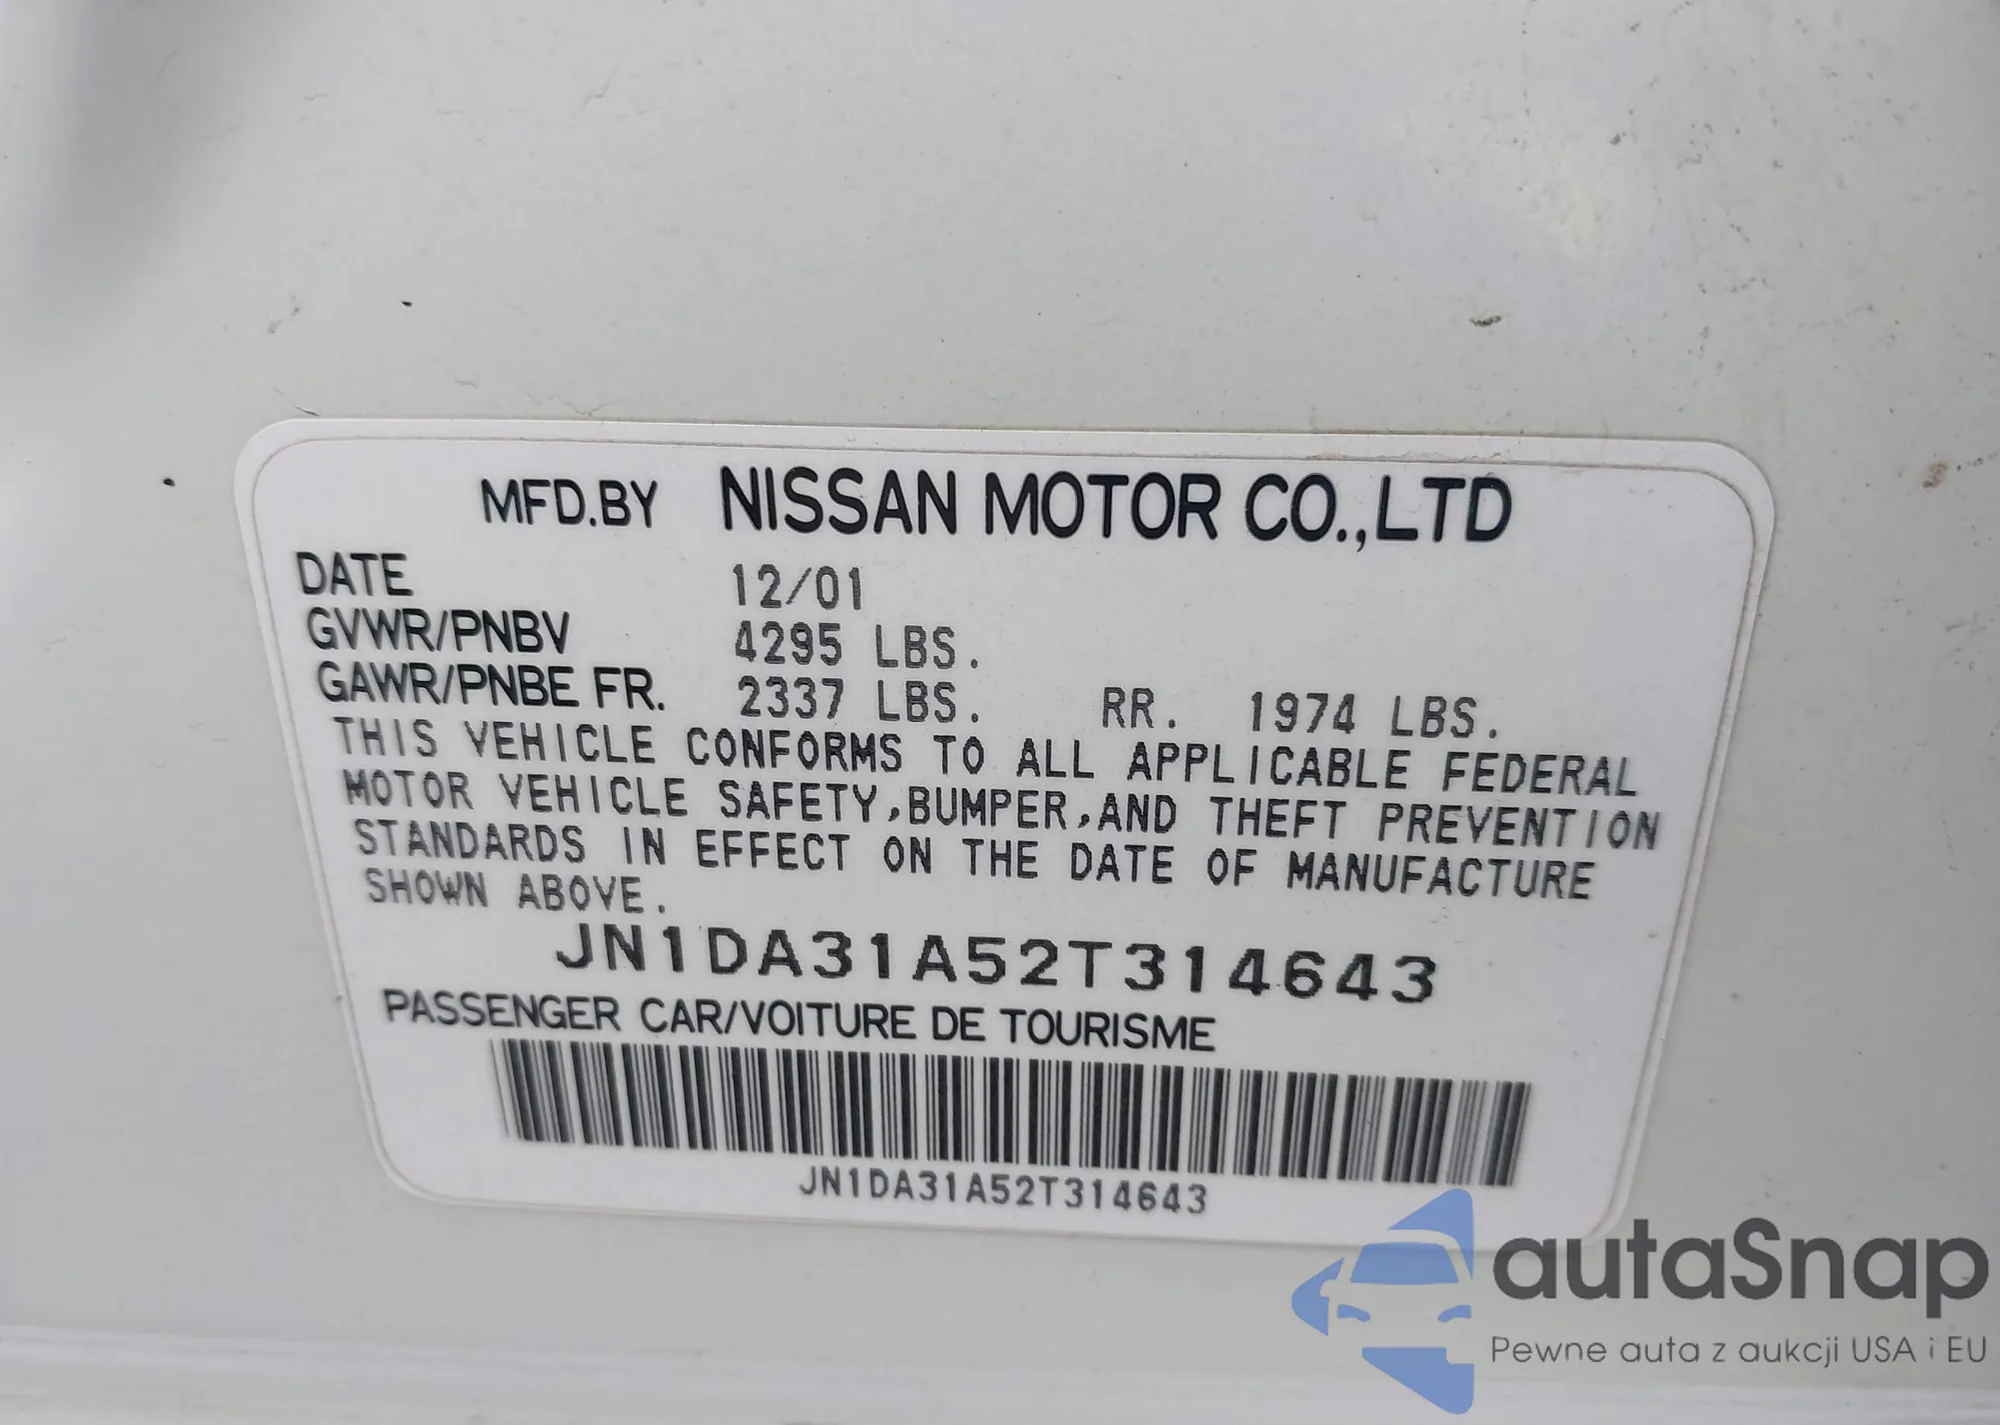 MFD.BY NISSAN MOTOR CO.,LTD
DATE 12/01
GVWR/PNBV 4295 LBS.
GAWR/PNBE FR. 2337 LBS. RR. 1974 LBS.
THIS VEHICLE CONFORMS TO ALL APPLICABLE FEDERAL
MOTOR VEHICLE SAFETY,BUMPER,AND THEFT PREVENTION
STANDARDS IN EFFECT ON THE DATE OF MANUFACTURE
SHOWN ABOVE.
JN1DA31A52T314643
PASSENGER CAR/VOITURE DE TOURISME
JN1DA31A52T314643
autaSnap
Pewne auta z aukcji USA i EU